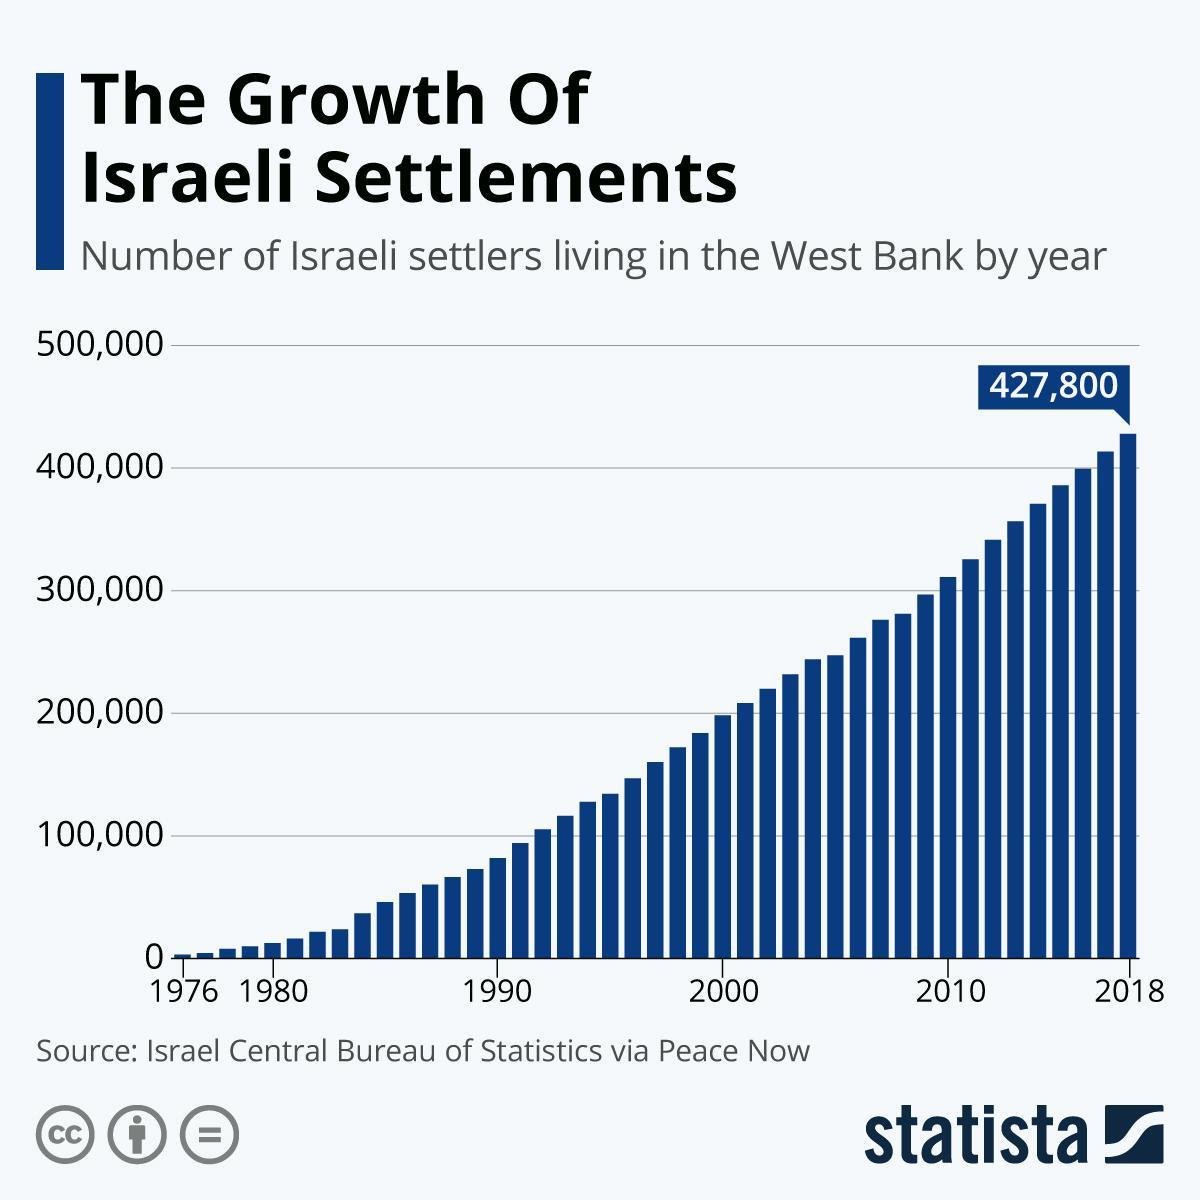 The Growth Of
Israeli Settlements
Number of Israeli settlers living in the West Bank by year
500,000
427,800
400,000
300,000
200,000
100,000
0
1976 1980 1990 2000 2010 2018
Source: Israel Central Bureau of Statistics via Peace Now
cc
statista